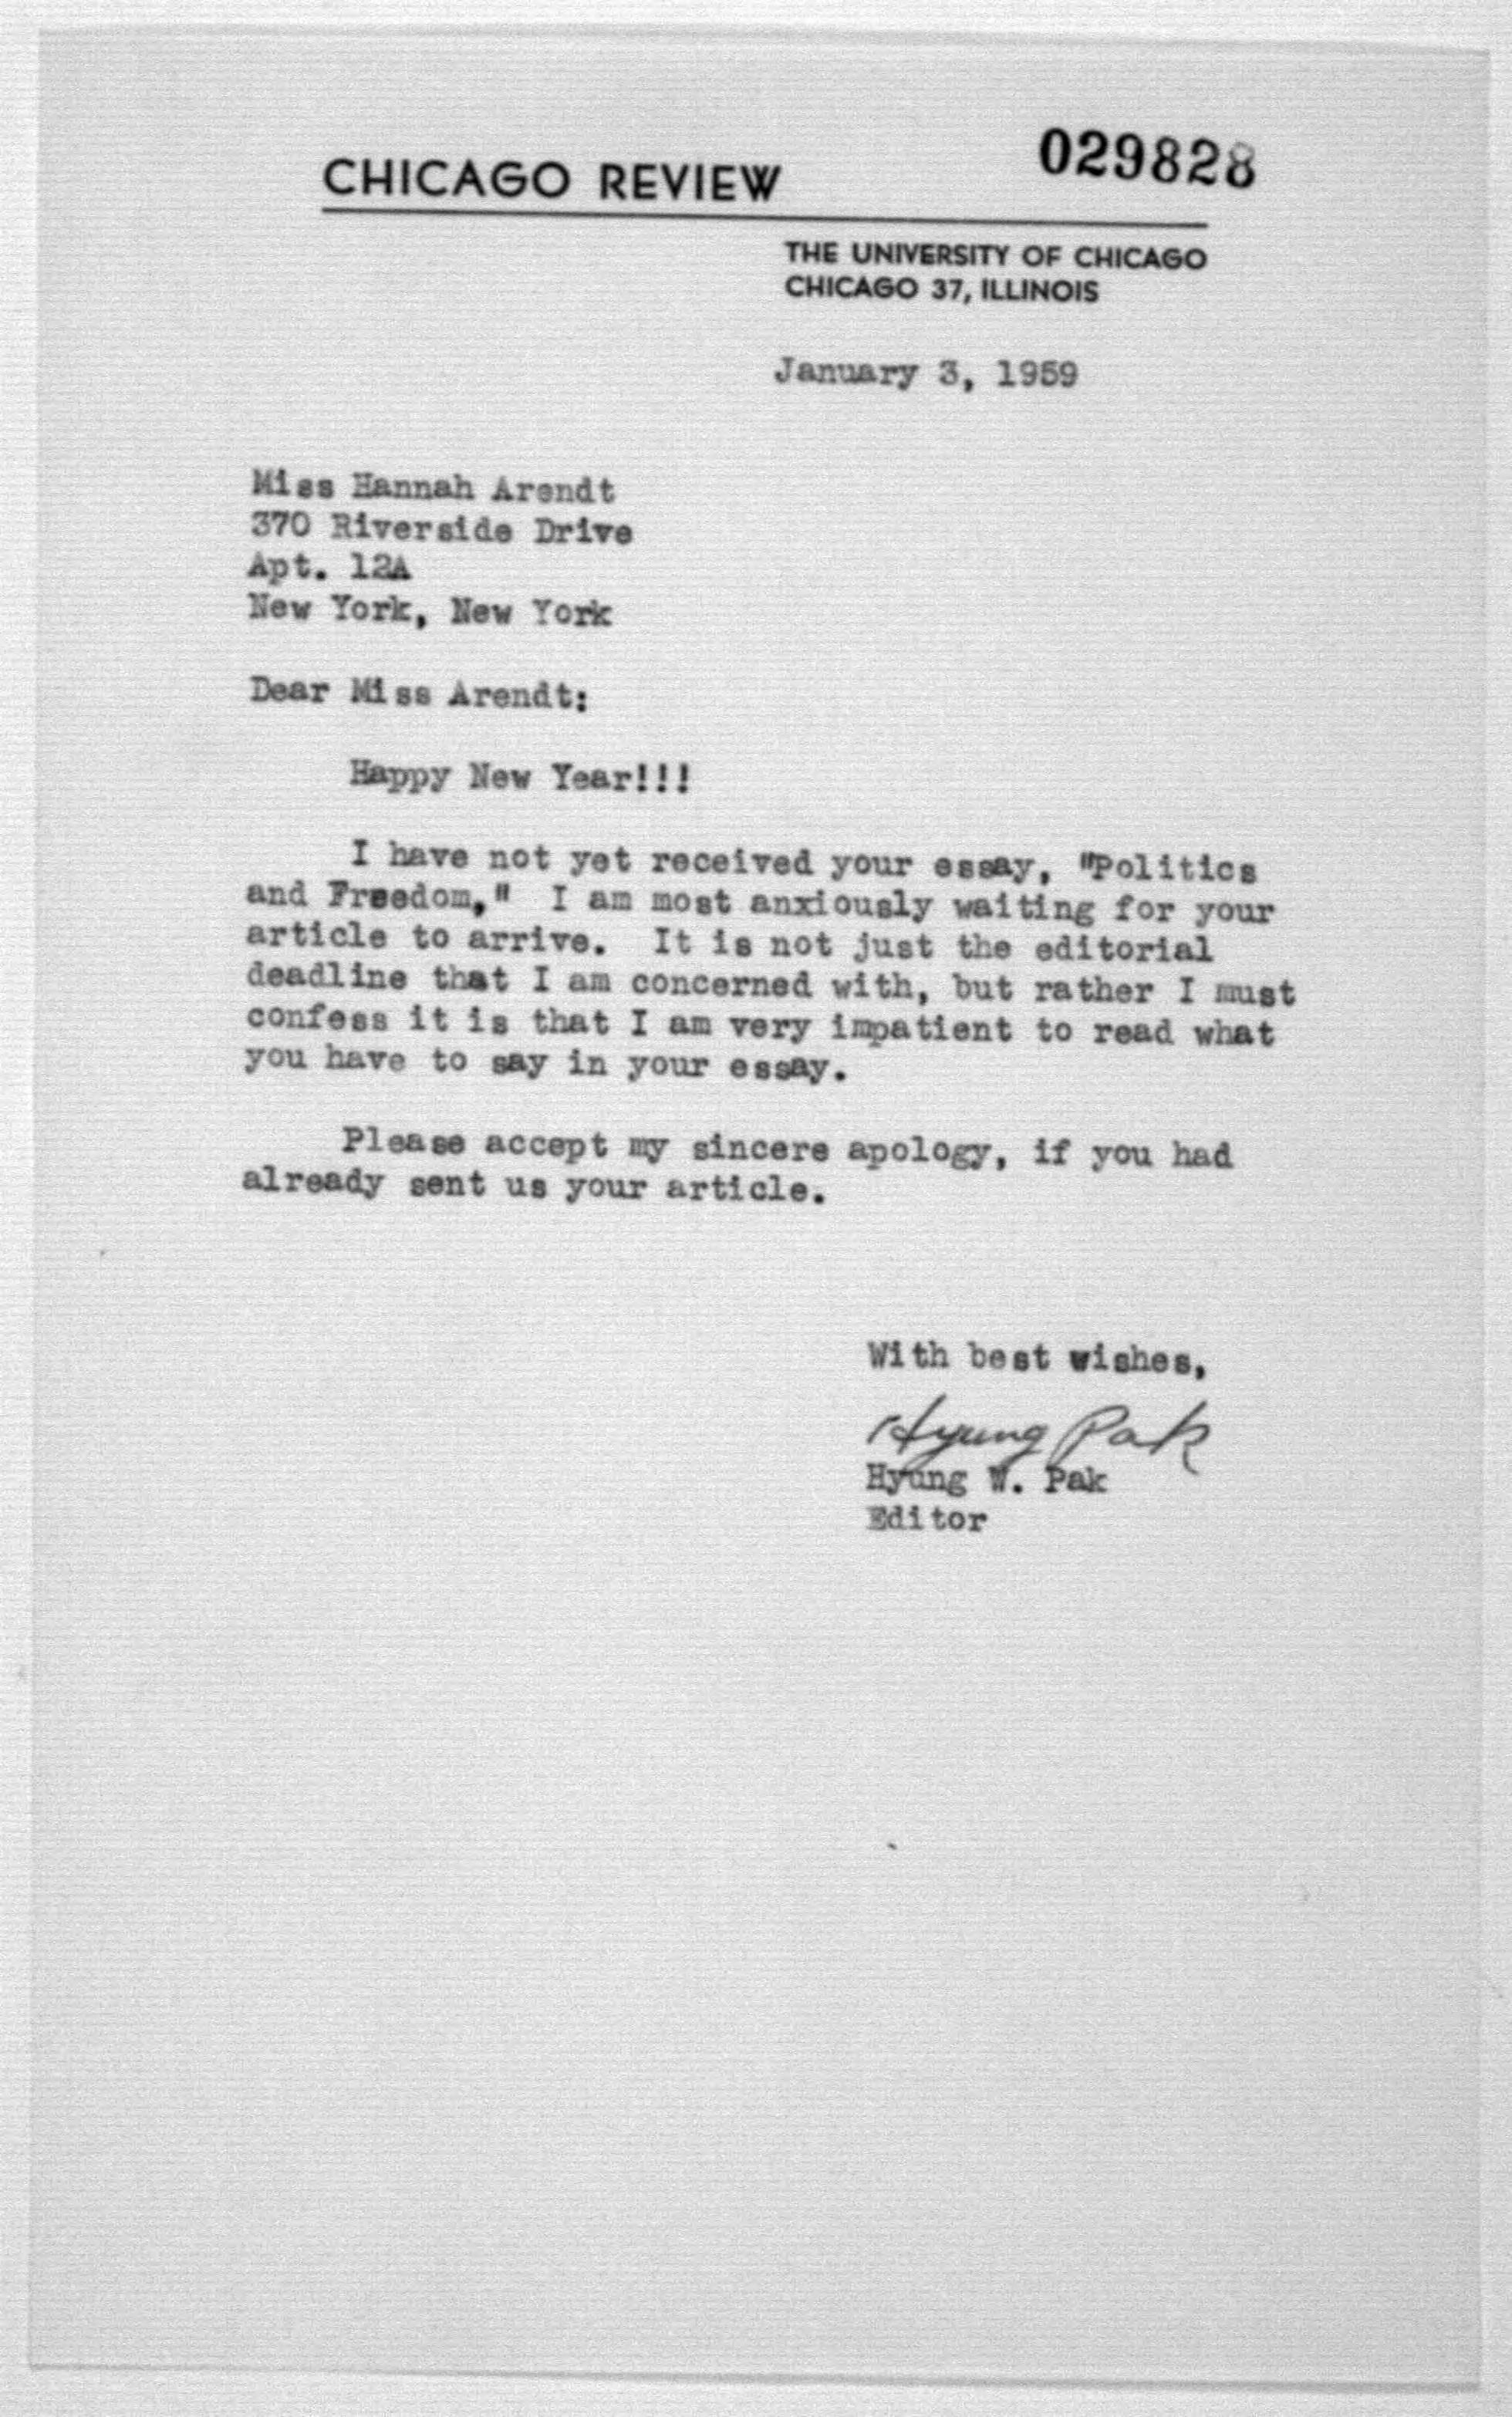 029828
CHICAGO REVIEW
THE UNIVERSITY OF CHICAGO
CHICAGO 37, ILLINOIS
January 3, 1959
Miss Hannah Arendt
370 Riverside Drive
Apt. 12A
New York, New York
Dear Miss Arendt:
Happy New Year!!!
I have not yet received your essay, "Politics
and Freedom," I am most anxiously waiting for your
article to arrive. It is not just the editorial
deadline that I am concerned with, but rather I must
confess it is that I am very impatient to read what
you have to say in your essay.
Please accept my sincere apology, if you had
already sent us your article.
With best wishes,
Hyung Pak
Hyung W. Pak
Editor